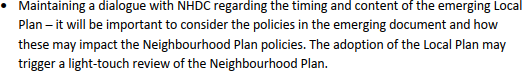 • Maintaining a dialogue with NHDC regarding the timing and content of the emerging Local
Plan – it will be important to consider the policies in the emerging document and how
these may impact the Neighbourhood Plan policies. The adoption of the Local Plan may
trigger a light-touch review of the Neighbourhood Plan.